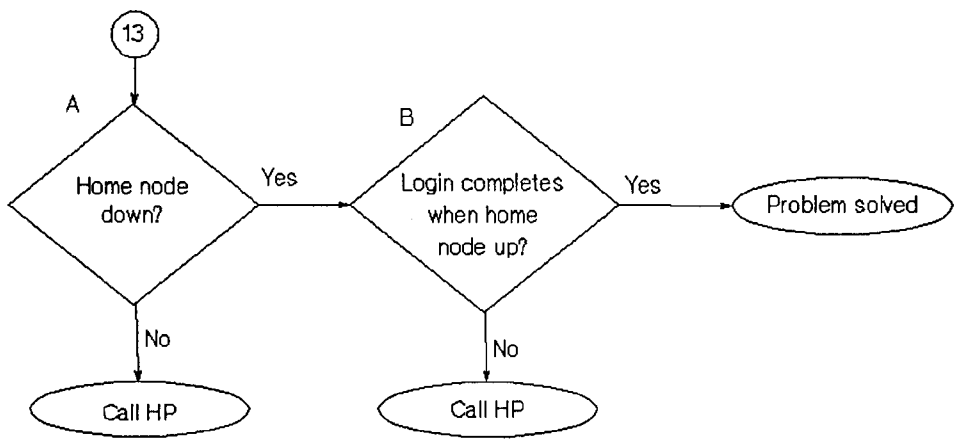 13
A
Home node
down?
Yes
B
Login completes
when home
node up?
Yes
Problem solved
No
Call HP
No
Call HP